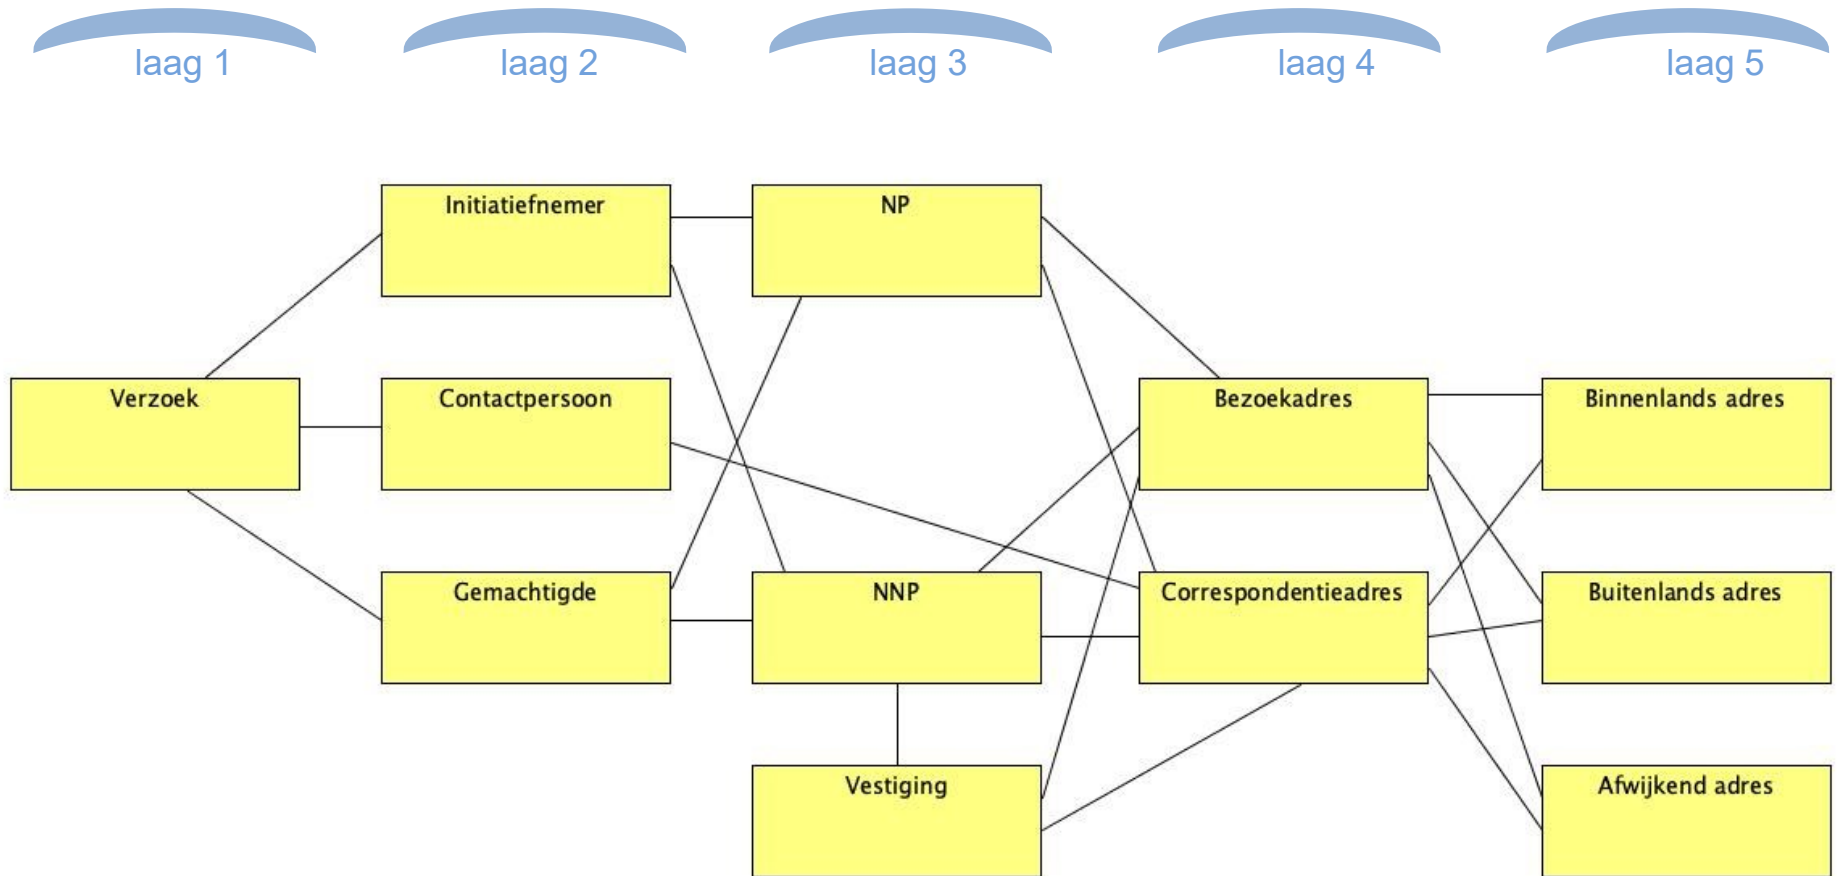 laag 1
laag 2
laag 3
laag 4
laag 5
Initiatiefnemer
NP
Verzoek
Contactpersoon
Bezoekadres
Binnenlands adres
Gemachtigde
NNP
Correspondentieadres
Buitenlands adres
Vestiging
Afwijkend adres